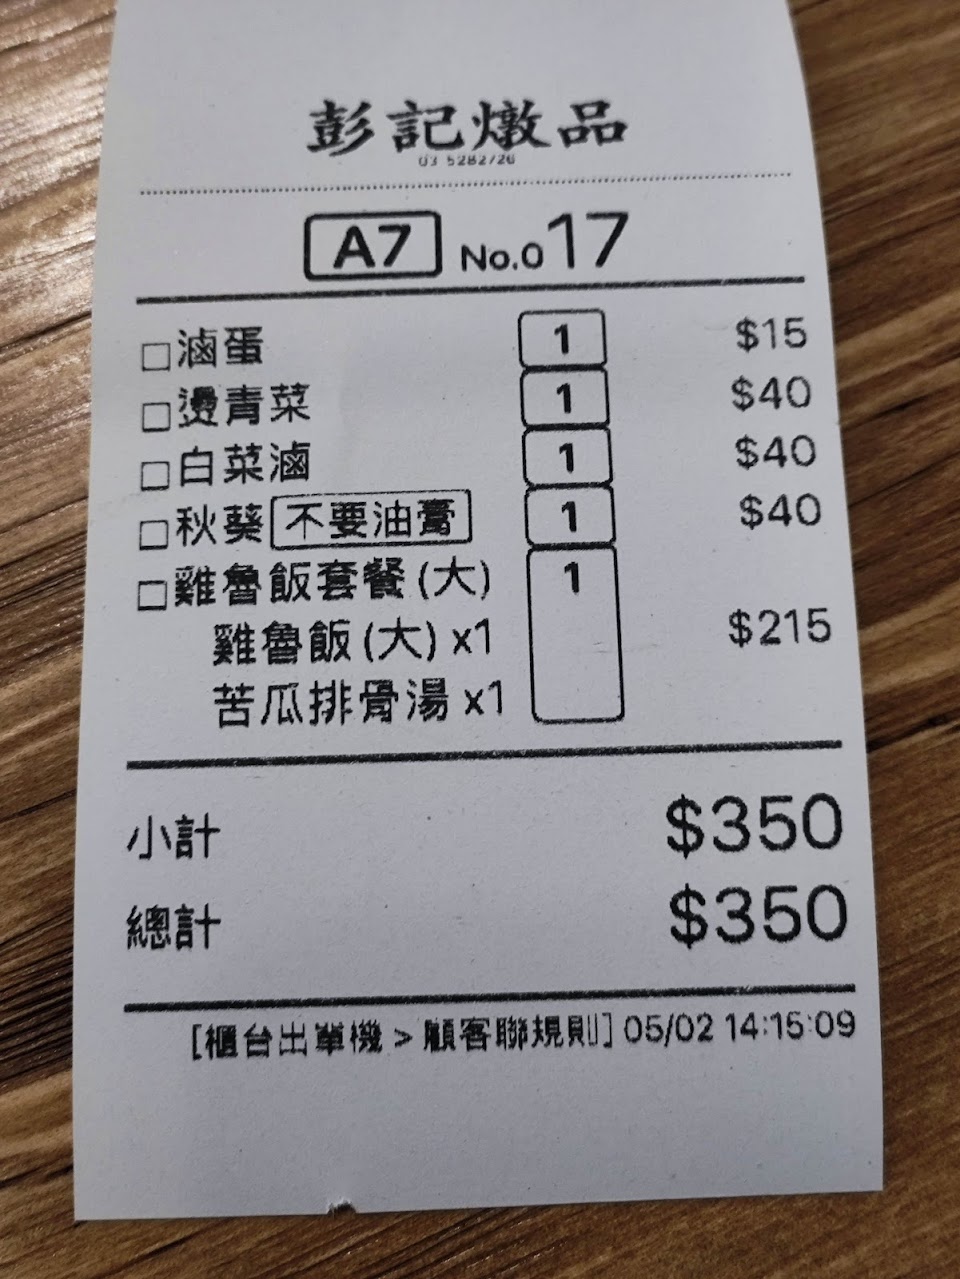 彭記燉品
03 5282726
A7 No.017
□滷蛋 1 $15
□燙青菜 1 $40
□白菜滷 1 $40
□秋葵 不要油膏 1 $40
□雞魯飯套餐(大) 1
雞魯飯(大) x1 $215
苦瓜排骨湯 x1
小計 $350
總計 $350
[櫃台出單機 > 顧客聯規則] 05/02 14:15:09